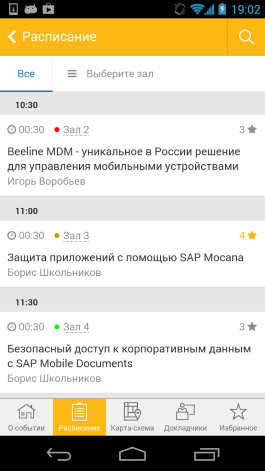 19:02
Расписание
Все Выберите зал
10:30
00:30 Зал 2 3
Beeline MDM - уникальное в России решение
для управления мобильными устройствами
Игорь Воробьев
11:00
00:30 Зал 3 4
Защита приложений с помощью SAP Mocana
Борис Школьников
11:30
00:30 Зал 4 3
Безопасный доступ к корпоративным данным
с SAP Mobile Documents
Борис Школьников
О событии Расписание Карта-схема Докладчики Избранное